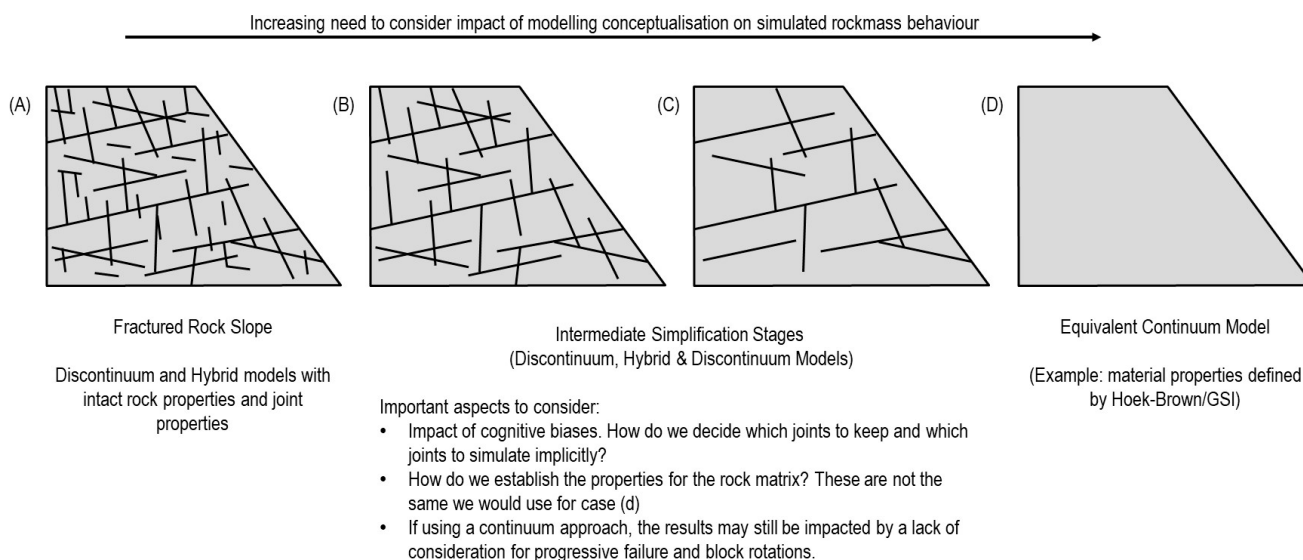 Increasing need to consider impact of modelling conceptualisation on simulated rockmass behaviour
(A)
(B)
(C)
(D)
Fractured Rock Slope
Discontinuum and Hybrid models with
intact rock properties and joint
properties
Intermediate Simplification Stages
(Discontinuum, Hybrid & Discontinuum Models)
Important aspects to consider:
• Impact of cognitive biases. How do we decide which joints to keep and which
joints to simulate implicitly?
• How do we establish the properties for the rock matrix? These are not the
same we would use for case (d)
• If using a continuum approach, the results may still be impacted by a lack of
consideration for progressive failure and block rotations.
Equivalent Continuum Model
(Example: material properties defined
by Hoek-Brown/GSI)